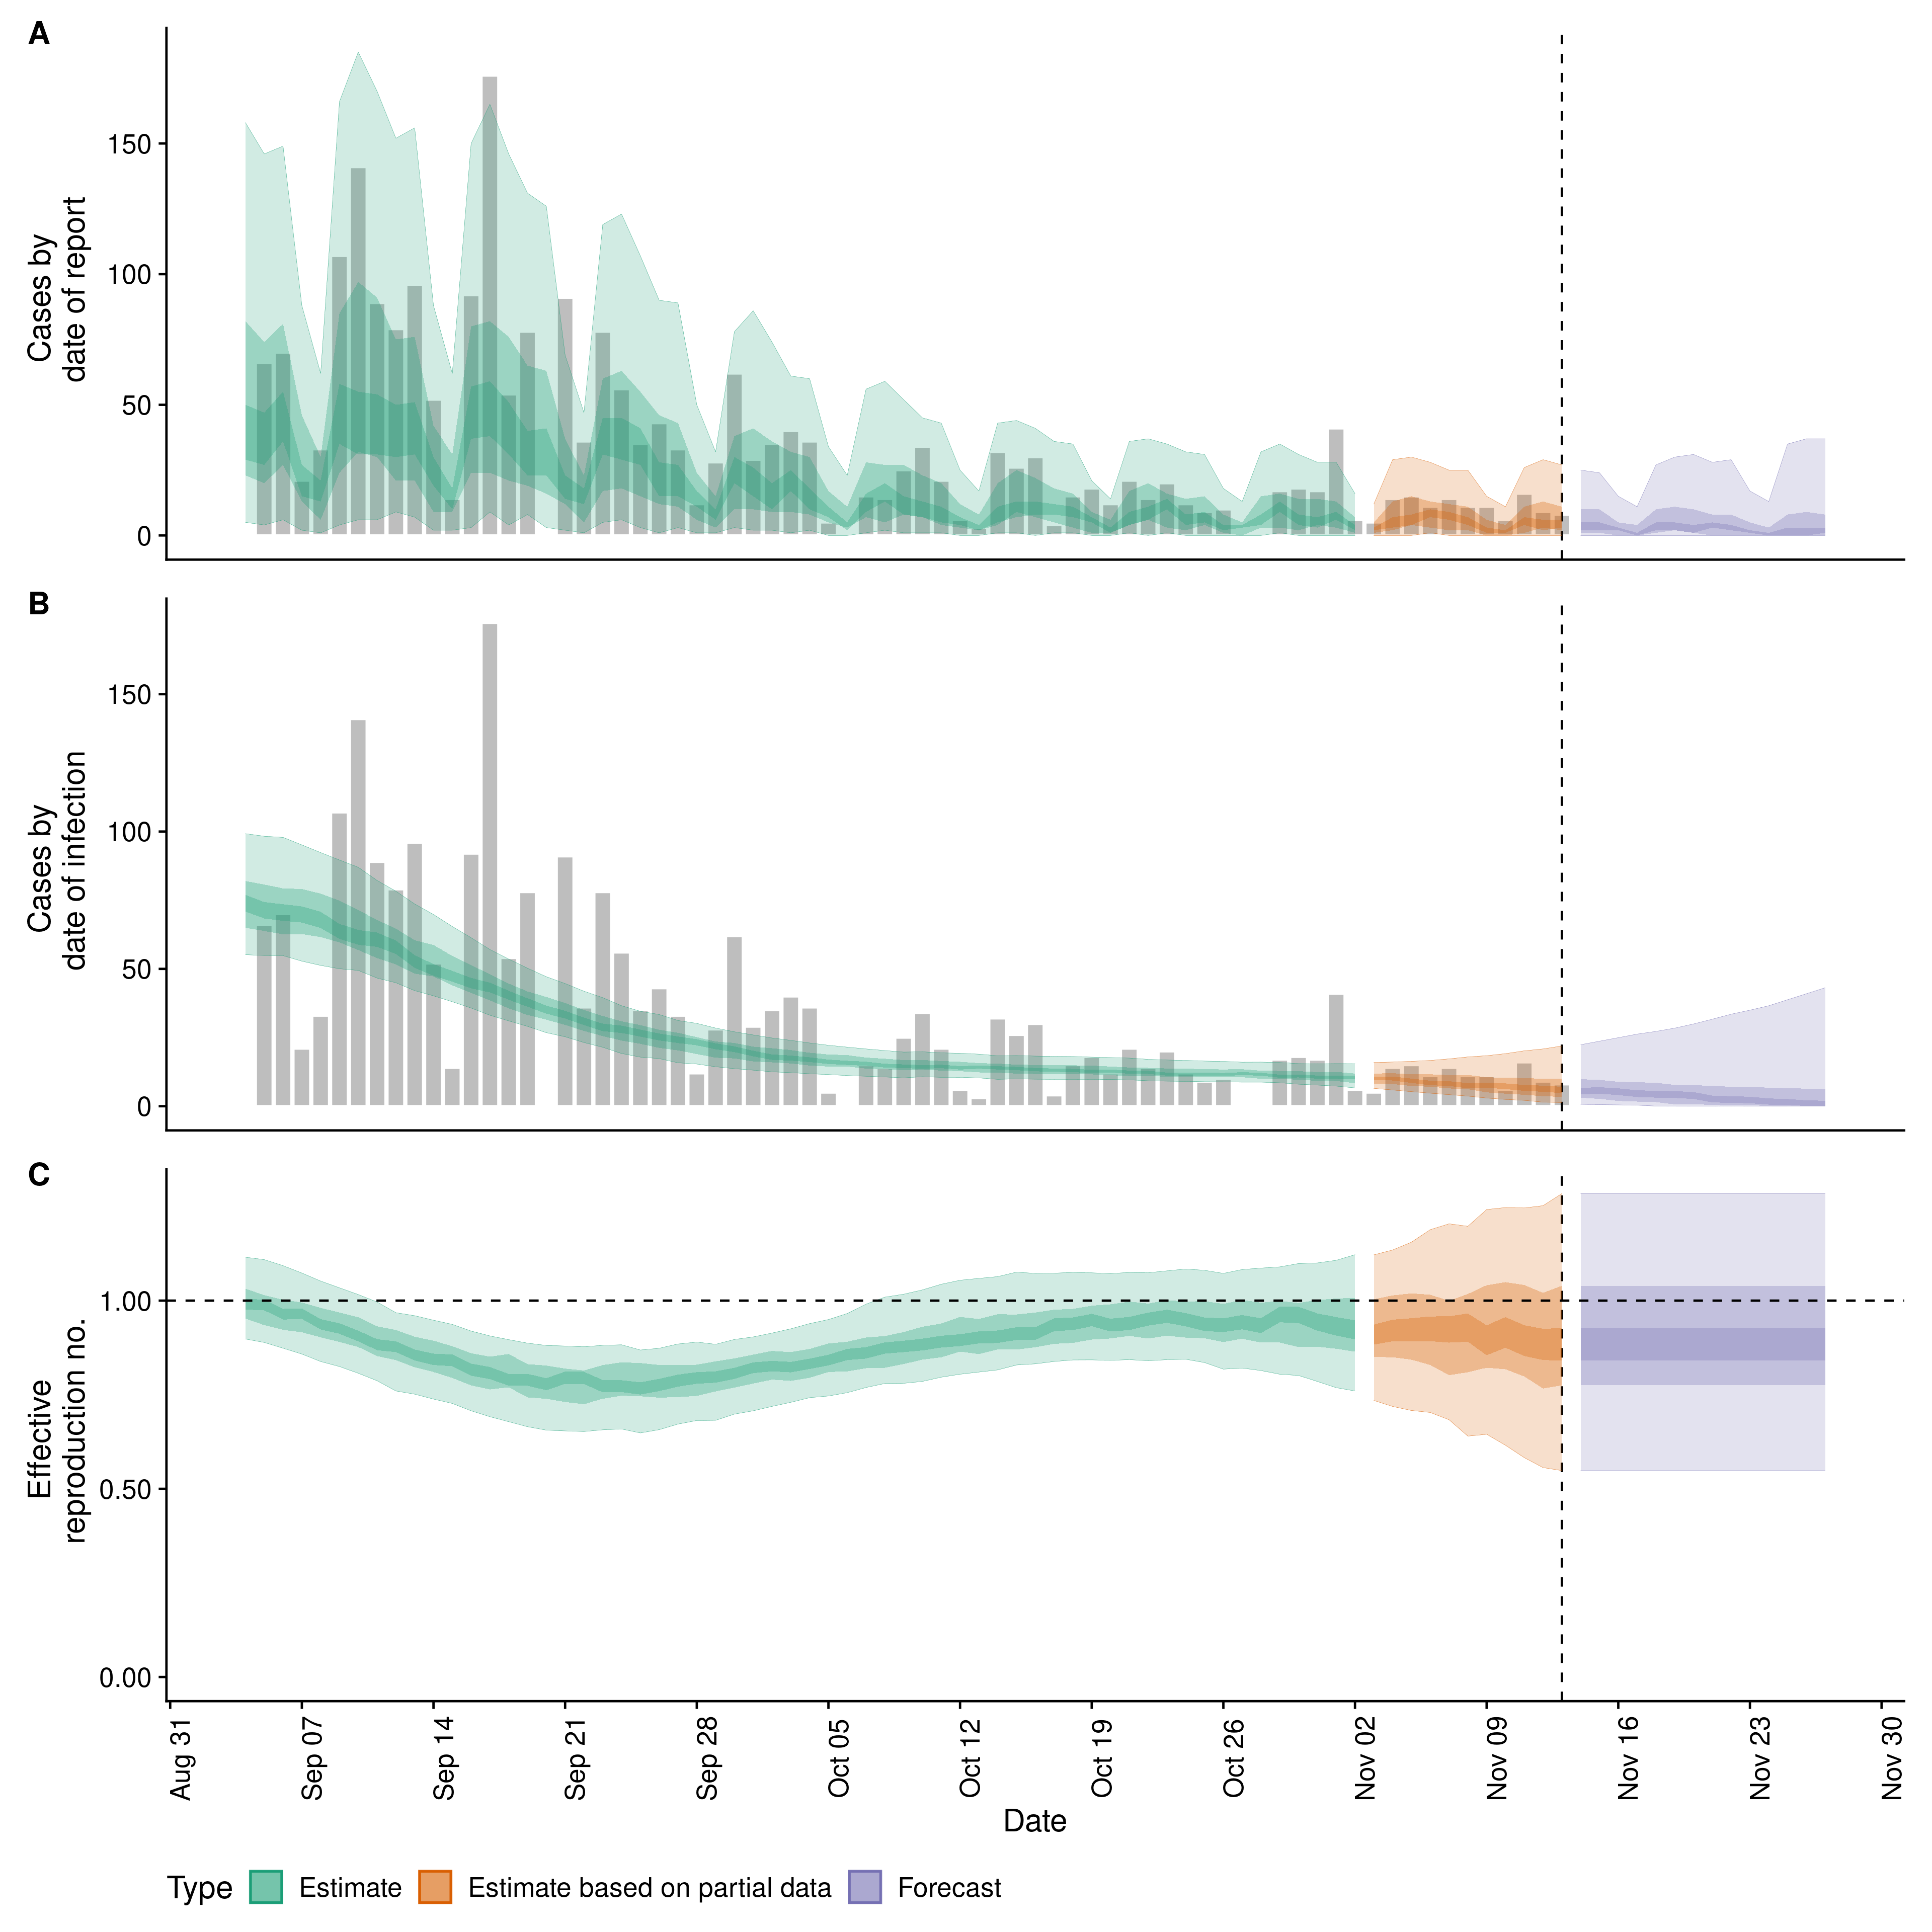 A
Cases by
date of report
150
100
50
0
B
Cases by
date of infection
150
100
50
0
C
Effective
reproduction no.
1.00
0.50
0.00
Aug 31
Sep 07
Sep 14
Sep 21
Sep 28
Oct 05
Oct 12
Oct 19
Oct 26
Nov 02
Nov 09
Nov 16
Nov 23
Nov 30
Date
Type Estimate Estimate based on partial data Forecast